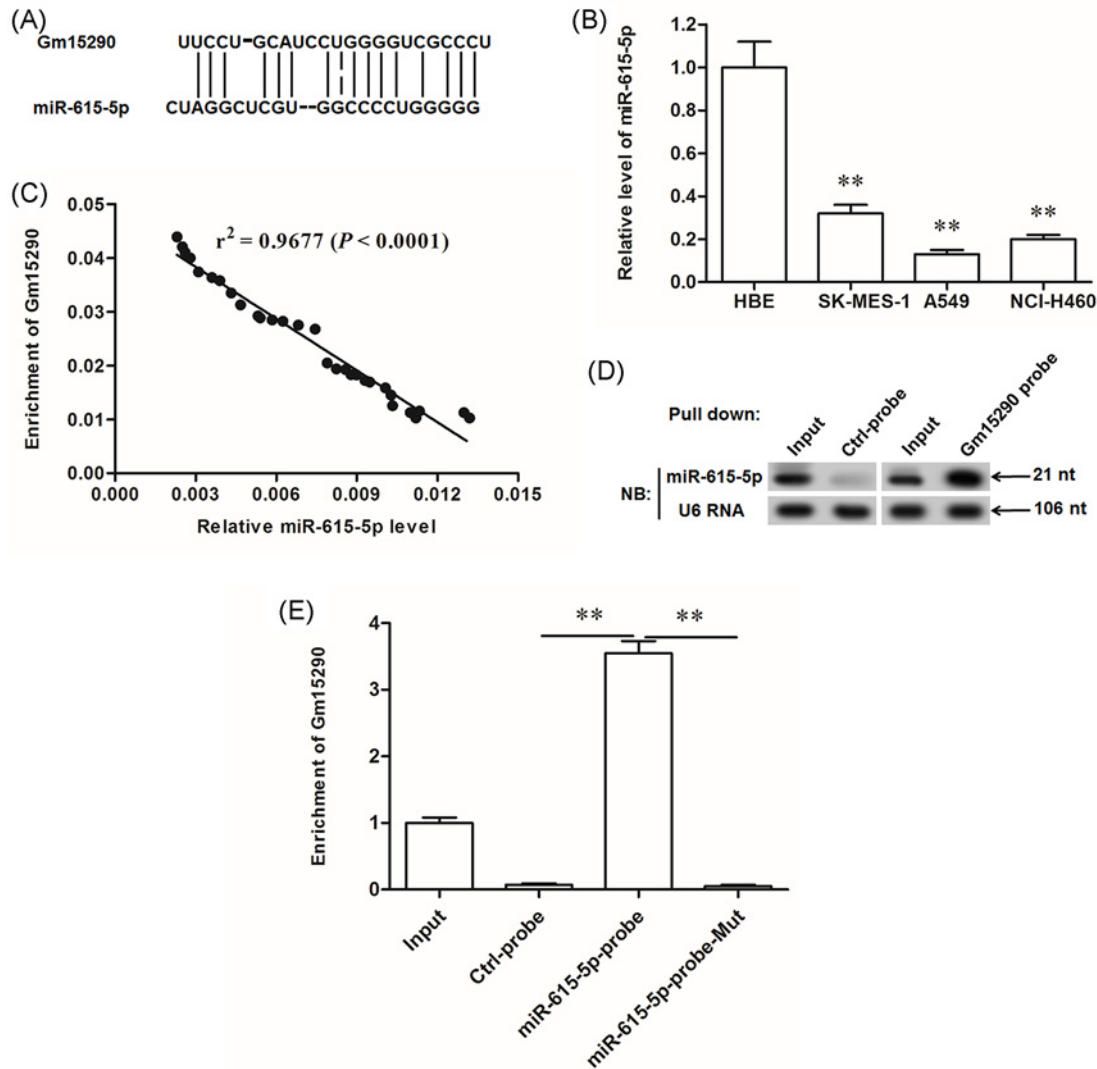 (A)
Gm15290 UUCCU-GCAUCCUGGGGUCGCCCU
miR-615-5p CUAGGCUCGU--GGCCCCUGGGGG
(B)
Relative level of miR-615-5p
1.2
1.0
0.8
0.6
0.4
0.2
0.0
**
**
**
HBE SK-MES-1 A549 NCI-H460
(C)
Enrichment of Gm15290
0.05
0.04
0.03
0.02
0.01
0.00
r² = 0.9677 (P < 0.0001)
0.000 0.003 0.006 0.009 0.012 0.015
Relative miR-615-5p level
(D)
Pull down: Input Ctrl-probe Input Gm15290 probe
NB:
miR-615-5p 21 nt
U6 RNA 106 nt
(E)
Enrichment of Gm15290
4
3
2
1
0
** **
Input Ctrl-probe miR-615-5p-probe miR-615-5p-probe-Mut